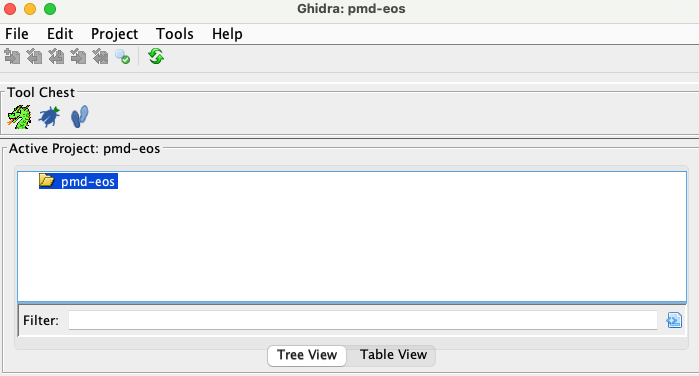 Ghidra: pmd-eos
File Edit Project Tools Help
Tool Chest
Active Project: pmd-eos
pmd-eos
Filter:
Tree View Table View